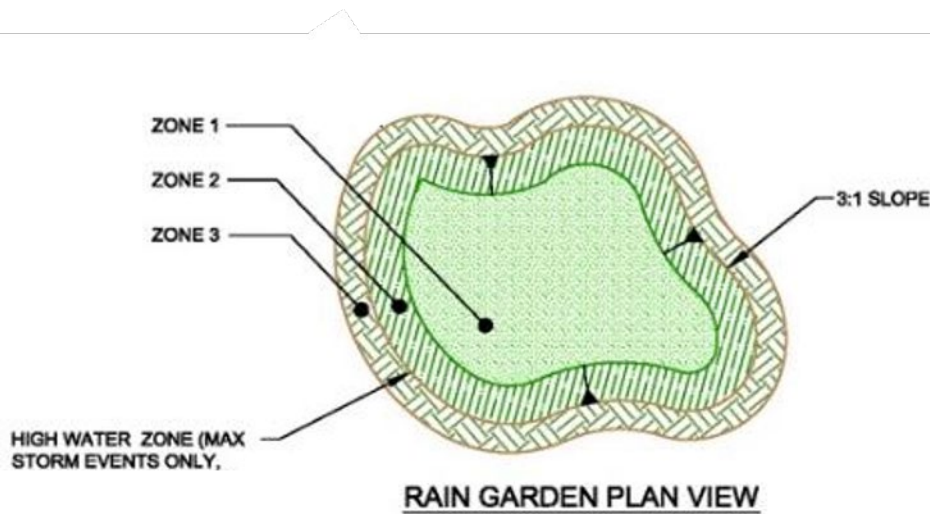 ZONE 1
ZONE 2
ZONE 3
3:1 SLOPE
HIGH WATER ZONE (MAX
STORM EVENTS ONLY,
RAIN GARDEN PLAN VIEW